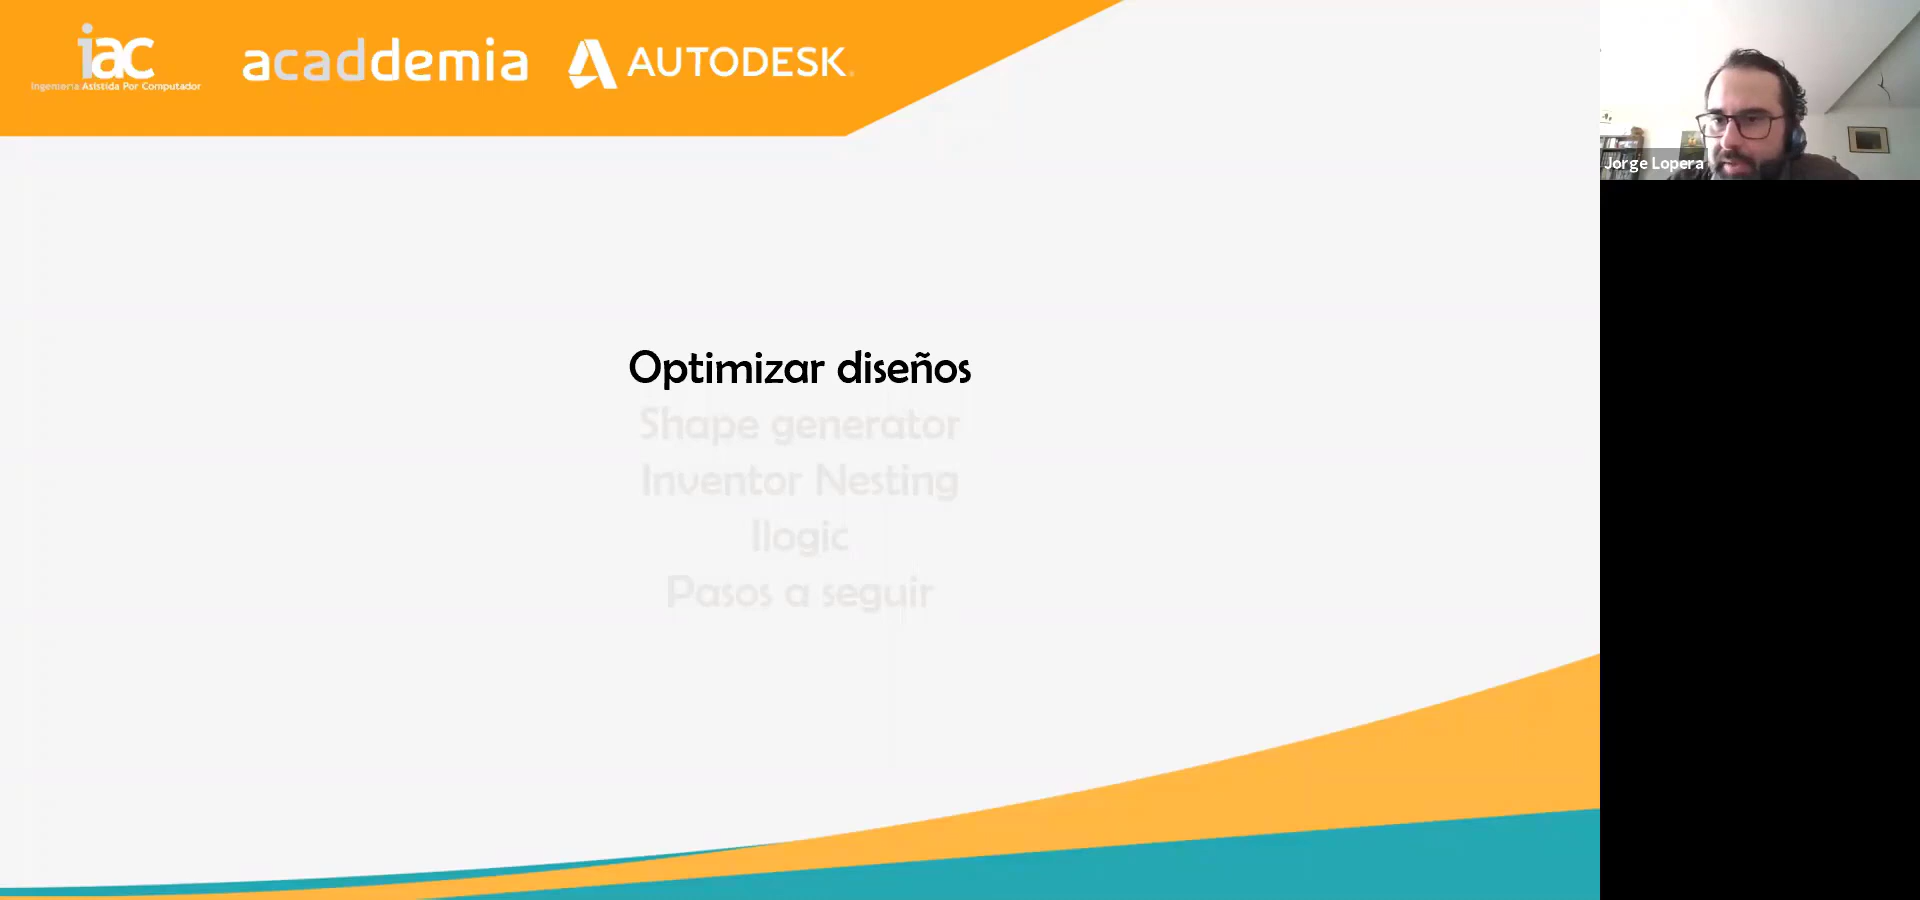 iac
Ingeniería Asistida Por Computador
acaddemia
AUTODESK
Jorge Lopera
Optimizar diseños
Shape generator
Inventor Nesting
Ilogic
Pasos a seguir